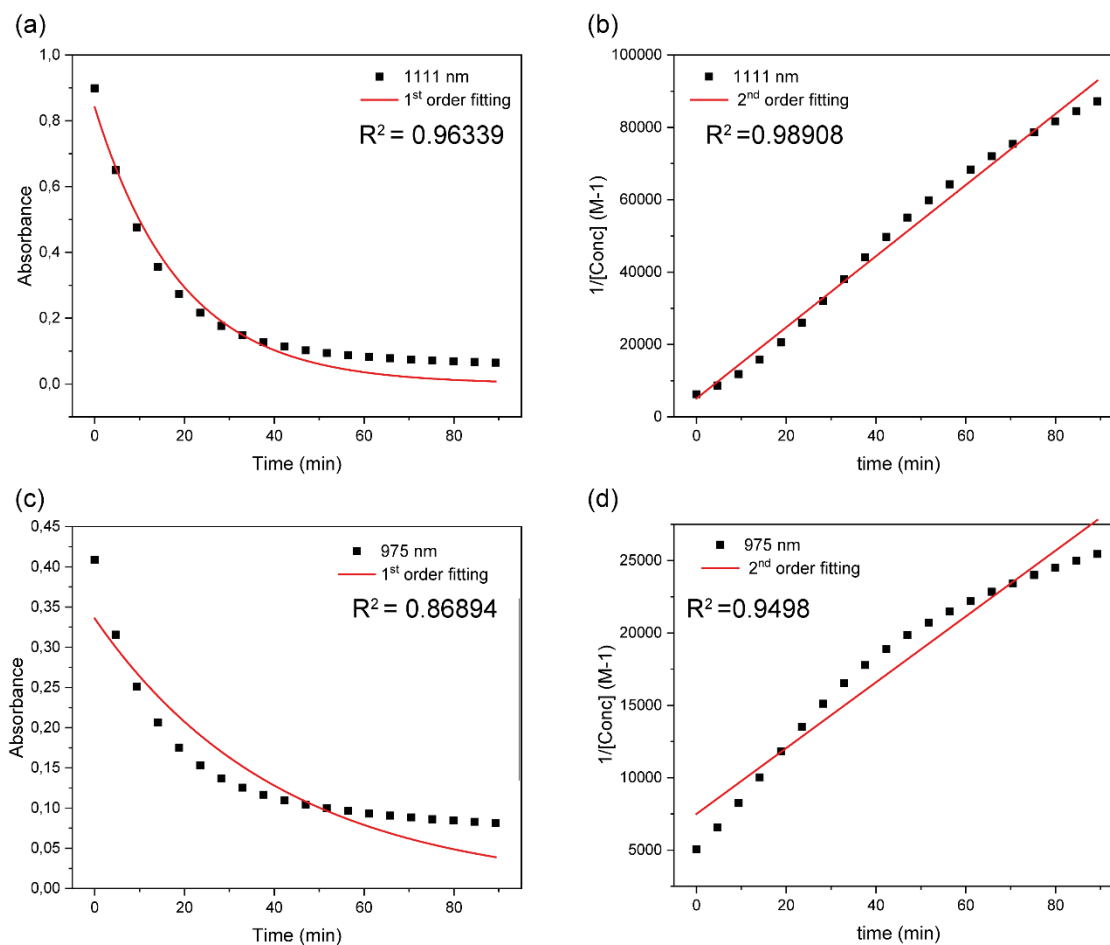 (a)
1,0
0,8
0,6
0,4
0,2
0,0
Absorbance
0
20
40
60
80
Time (min)
1111 nm
1st order fitting
R² = 0.96339
(b)
100000
80000
60000
40000
20000
0
1/[Conc] (M-1)
0
20
40
60
80
time (min)
1111 nm
2nd order fitting
R² =0.98908
(c)
0,45
0,40
0,35
0,30
0,25
0,20
0,15
0,10
0,05
0,00
Absorbance
0
20
40
60
80
Time (min)
975 nm
1st order fitting
R² = 0.86894
(d)
25000
20000
15000
10000
5000
1/[Conc] (M-1)
0
20
40
60
80
time (min)
975 nm
2nd order fitting
R² =0.9498